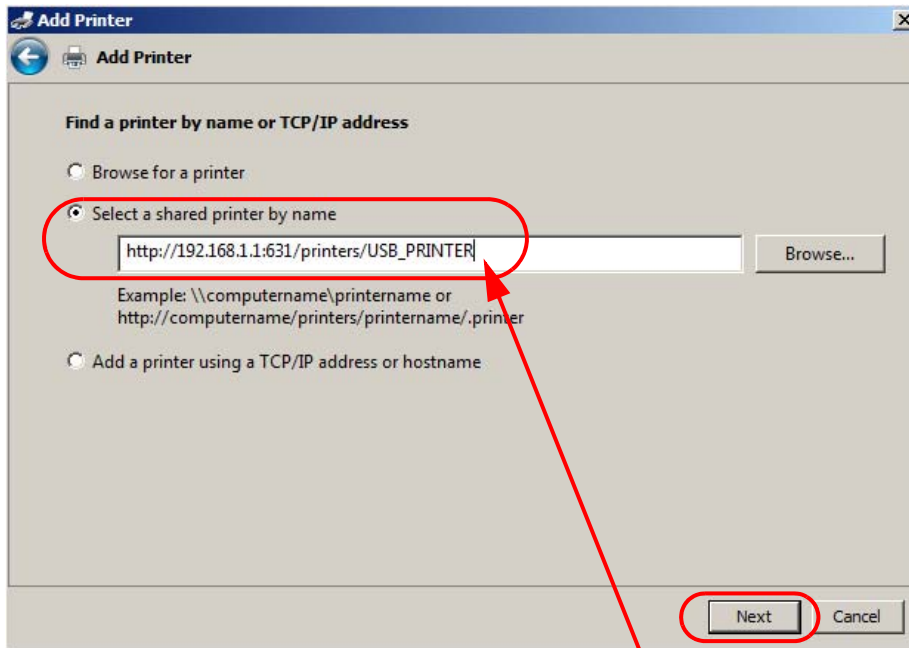 Add Printer
Add Printer
Find a printer by name or TCP/IP address
Browse for a printer
Select a shared printer by name
http://192.168.1.1:631/printers/USB_PRINTER
Browse...
Example: \\computername\printername or
http://computername/printers/printername/.printer
Add a printer using a TCP/IP address or hostname
Next
Cancel